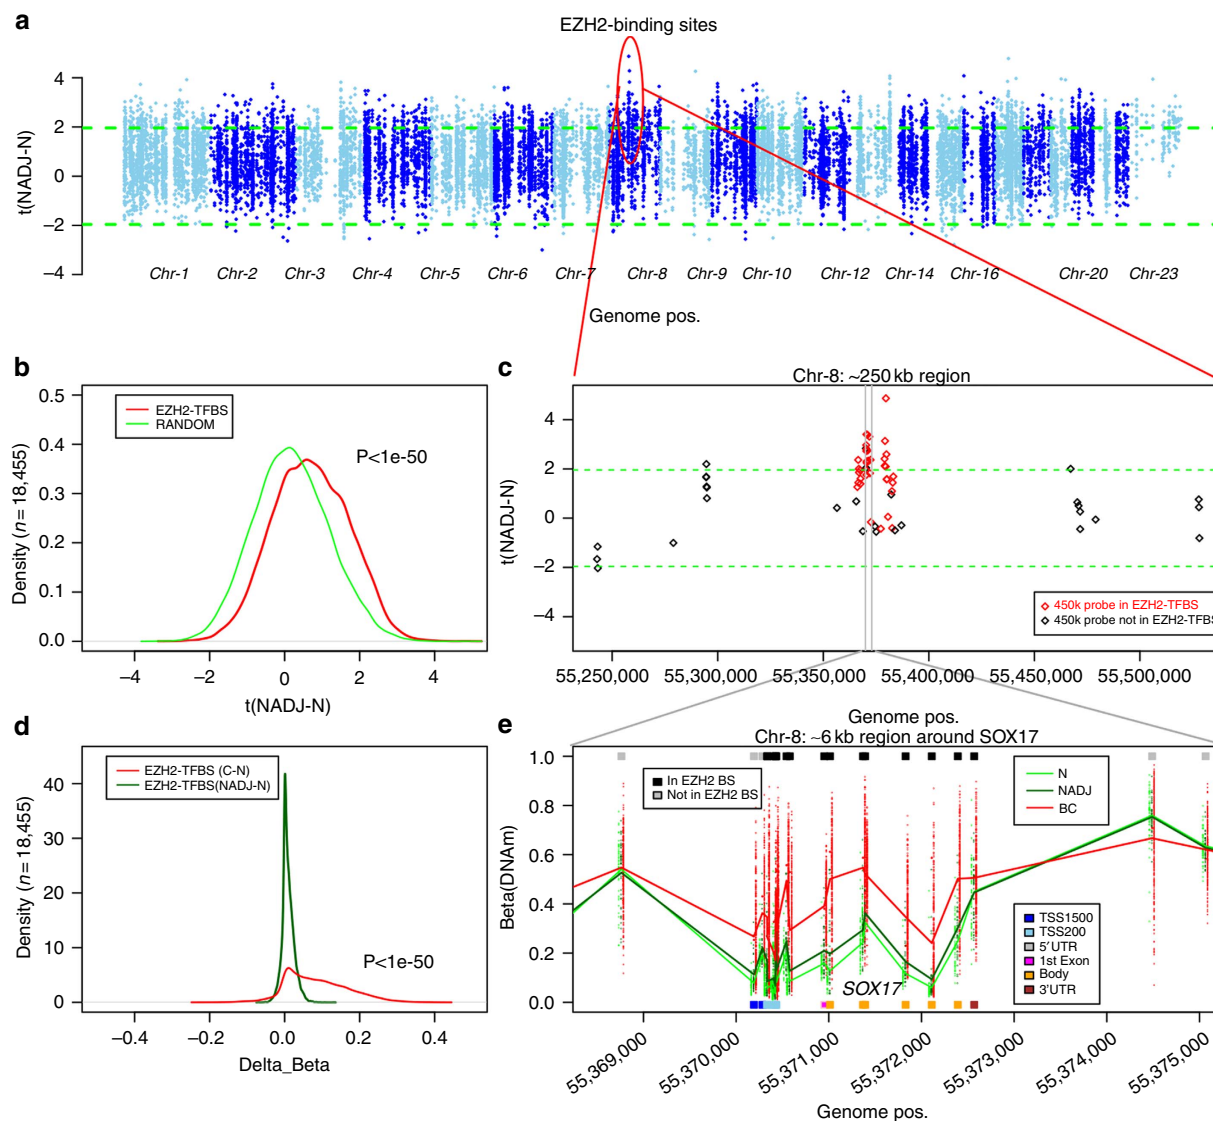 a
EZH2-binding sites
t(NADJ-N)
4
2
0
−2
−4
Chr-1 Chr-2 Chr-3 Chr-4 Chr-5 Chr-6 Chr-7 Chr-8 Chr-9 Chr-10 Chr-12 Chr-14 Chr-16 Chr-20 Chr-23
Genome pos.
b
Density (n = 18,455)
0.5
0.4
0.3
0.2
0.1
0.0
EZH2-TFBS
RANDOM
P<1e-50
−4 −2 0 2 4
t(NADJ-N)
c
Chr-8: ~250 kb region
t(NADJ-N)
4
2
0
−2
−4
450k probe in EZH2-TFBS
450k probe not in EZH2-TFBS
55,250,000 55,300,000 55,350,000 55,400,000 55,450,000 55,500,000
Genome pos.
d
Density (n = 18,455)
40
30
20
10
0
EZH2-TFBS (C-N)
EZH2-TFBS(NADJ-N)
P<1e-50
−0.4 −0.2 0.0 0.2 0.4
Delta_Beta
e
Chr-8: ~6 kb region around SOX17
Beta(DNAm)
1.0
0.8
0.6
0.4
0.2
0.0
In EZH2 BS
Not in EZH2 BS
N
NADJ
BC
TSS1500
TSS200
5′UTR
1st Exon
Body
3′UTR
SOX17
55,369,000 55,370,000 55,371,000 55,372,000 55,373,000 55,374,000 55,375,000
Genome pos.